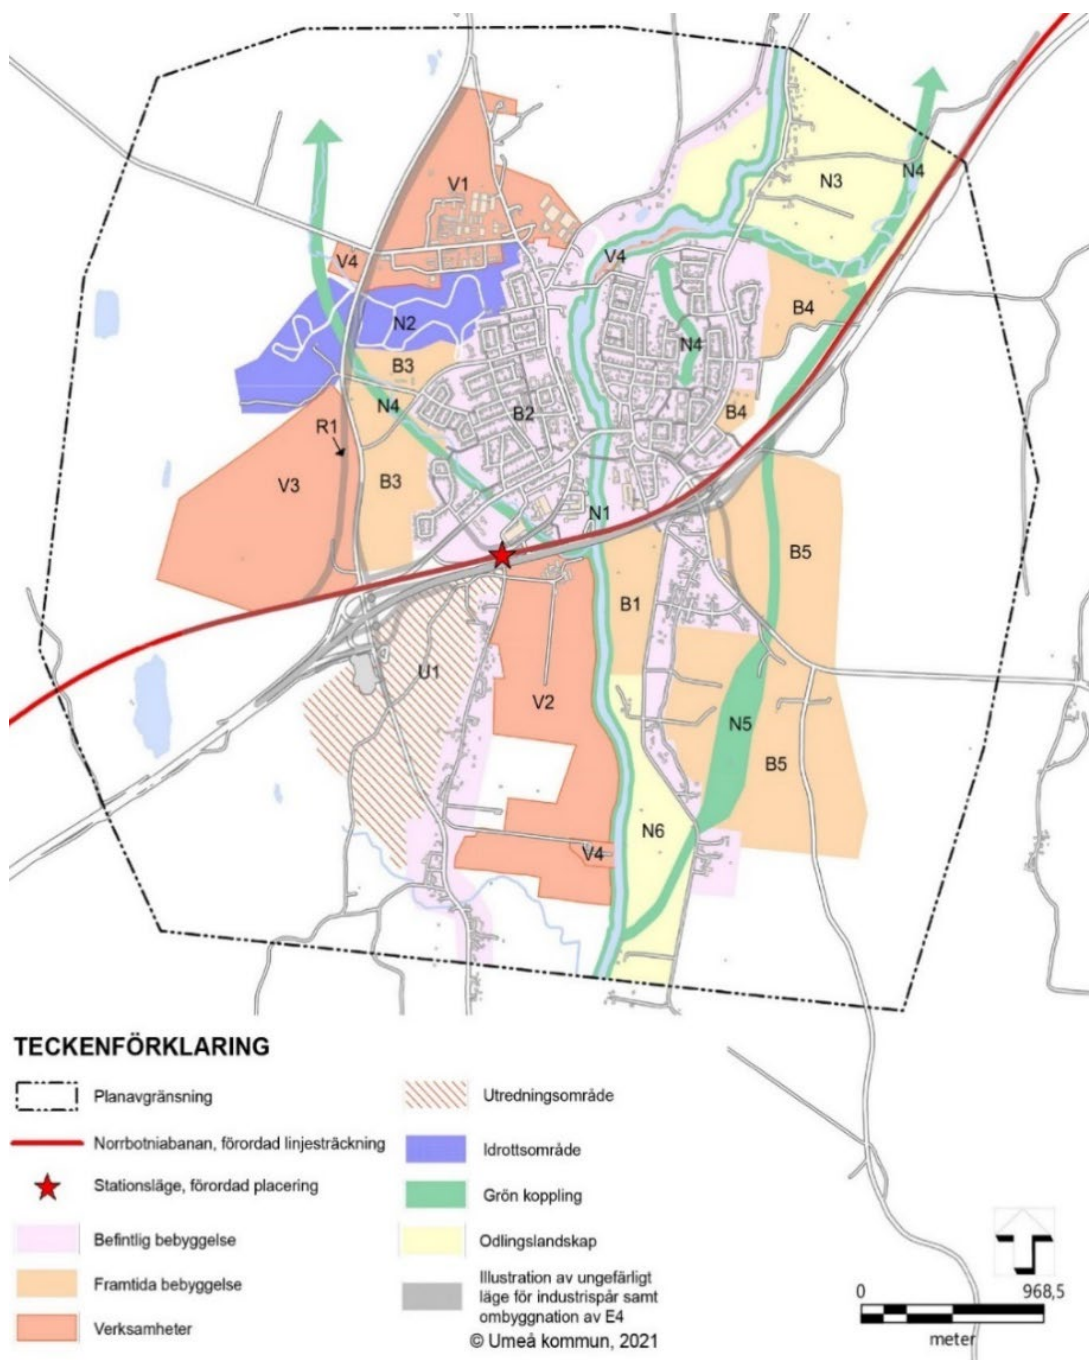 V1
N3
N4
V4
V4
N2
B4
N4
B3
N4
B2
B4
R1
V3
B3
N1
B5
B1
U1
V2
N5
B5
N6
V4
TECKENFÖRKLARING
Planavgränsning
Norrbotniabanan, förordad linjesträckning
Stationsläge, förordad placering
Befintlig bebyggelse
Framtida bebyggelse
Verksamheter
Utredningsområde
Idrottsområde
Grön koppling
Odlingslandskap
Illustration av ungefärligt
läge för industrispår samt
ombyggnation av E4
© Umeå kommun, 2021
0 968,5
meter